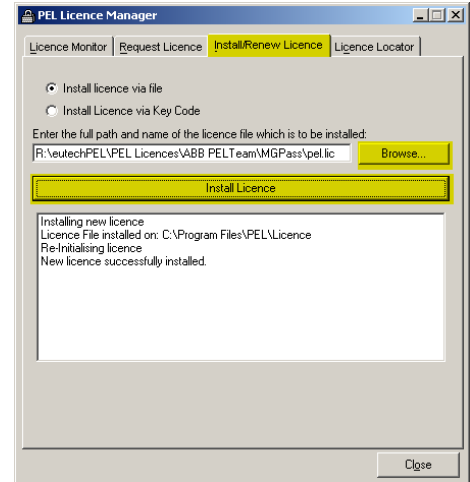 PEL Licence Manager
Licence Monitor Request Licence Install/Renew Licence Licence Locator
Install licence via file
Install Licence via Key Code
Enter the full path and name of the licence file which is to be installed:
R:\eutechPEL\PEL Licences\ABB PELTeam\MGPass\pel.lic Browse...
Install Licence
Installing new licence
Licence File installed on: C:\Program Files\PEL\Licence
Re-Initialising licence
New licence successfully installed.
Close